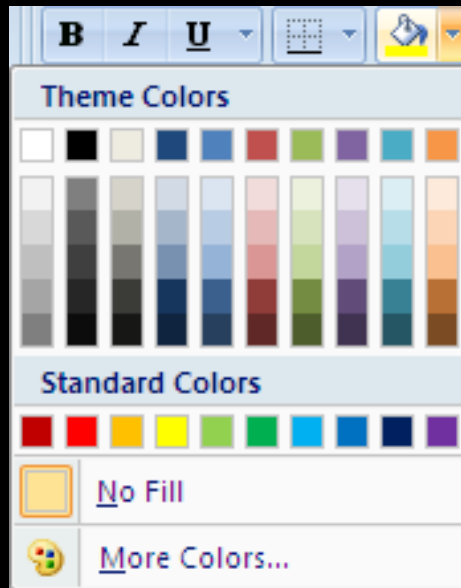 B I U
Theme Colors
Standard Colors
No Fill
More Colors...